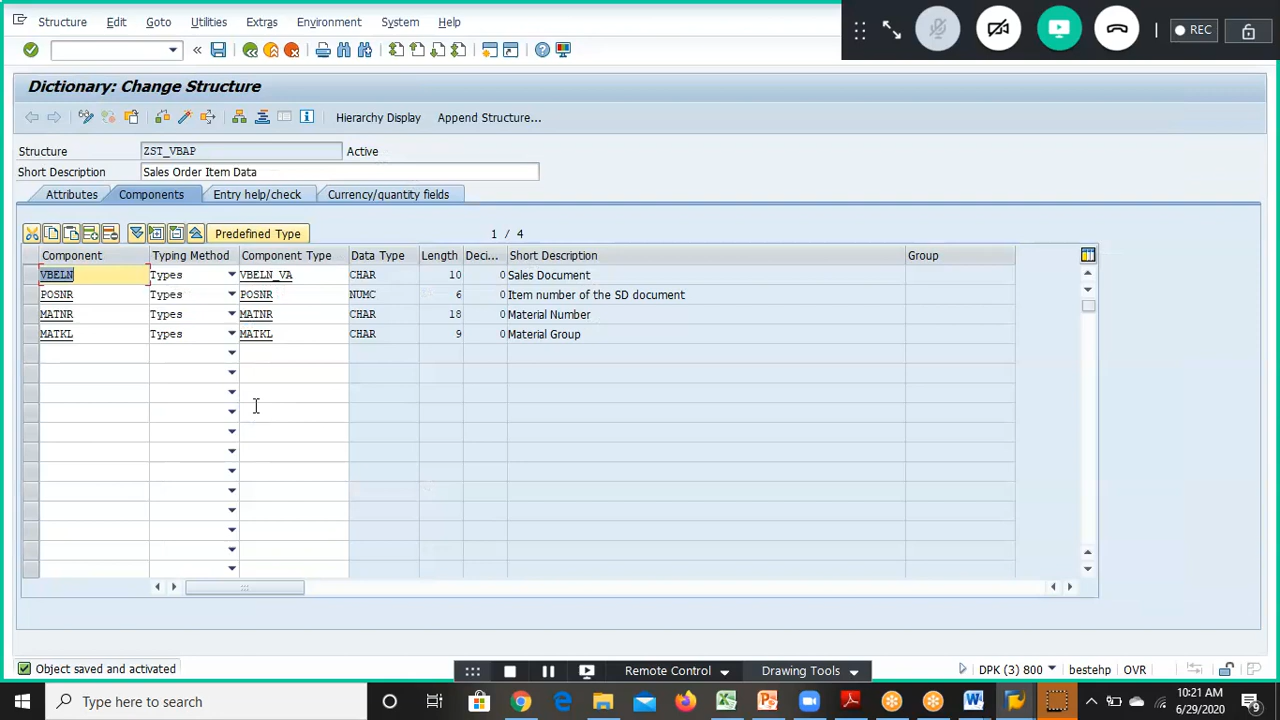 Structure Edit Goto Utilities Extras Environment System Help
REC
Dictionary: Change Structure
Hierarchy Display Append Structure...
Structure ZST_VBAP Active
Short Description Sales Order Item Data
Attributes Components Entry help/check Currency/quantity fields
Predefined Type 1 / 4
Component Typing Method Component Type Data Type Length Deci... Short Description Group
VBELN Types VBELN_VA CHAR 10 0 Sales Document
POSNR Types POSNR NUMC 6 0 Item number of the SD document
MATNR Types MATNR CHAR 18 0 Material Number
MATKL Types MATKL CHAR 9 0 Material Group
Object saved and activated
Remote Control Drawing Tools
DPK (3) 800 bestehp OVR
Type here to search
10:21 AM
6/29/2020
9